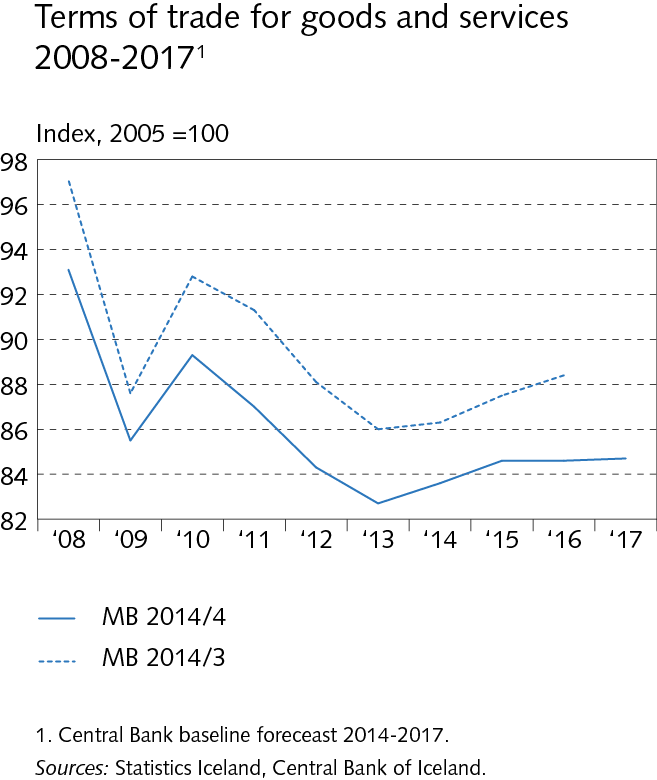 Terms of trade for goods and services
2008-2017¹
Index, 2005 =100
98
96
94
92
90
88
86
84
82
‘08 ‘09 ‘10 ‘11 ‘12 ‘13 ‘14 ‘15 ‘16 ‘17
MB 2014/4
MB 2014/3
1. Central Bank baseline foreceast 2014-2017.
Sources: Statistics Iceland, Central Bank of Iceland.